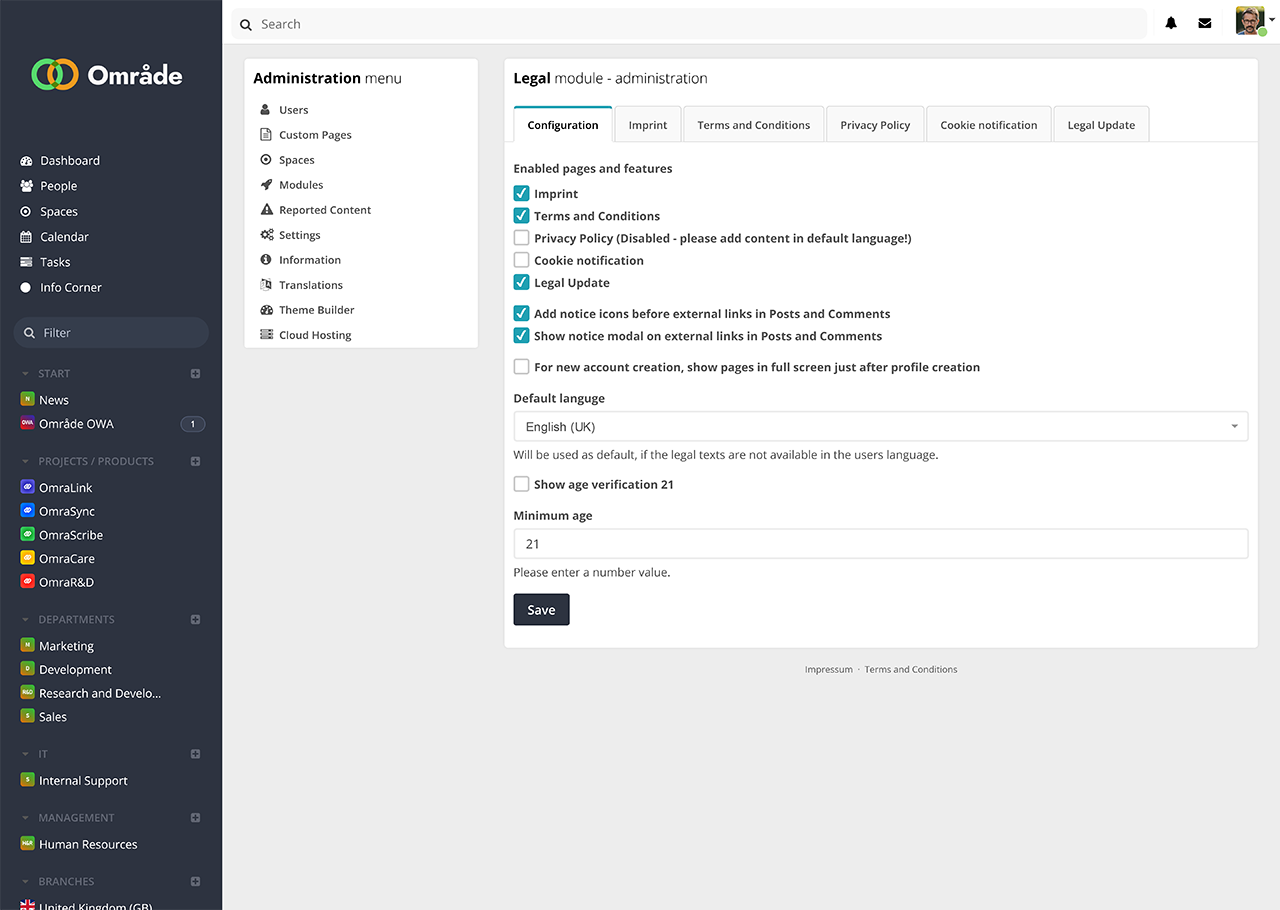 Område
Dashboard
People
Spaces
Calendar
Tasks
Info Corner
Filter
START
N News
OWA Område OWA 1
PROJECTS / PRODUCTS
OmraLink
OmraSync
OmraScribe
OmraCare
OmraR&D
DEPARTMENTS
M Marketing
D Development
R&D Research and Develo...
S Sales
IT
S Internal Support
MANAGEMENT
Human Resources
BRANCHES
United Kingdom (GB)
Search
Administration menu
Users
Custom Pages
Spaces
Modules
Reported Content
Settings
Information
Translations
Theme Builder
Cloud Hosting
Legal module - administration
Configuration Imprint Terms and Conditions Privacy Policy Cookie notification Legal Update
Enabled pages and features
Imprint
Terms and Conditions
Privacy Policy (Disabled - please add content in default language!)
Cookie notification
Legal Update
Add notice icons before external links in Posts and Comments
Show notice modal on external links in Posts and Comments
For new account creation, show pages in full screen just after profile creation
Default languge
English (UK)
Will be used as default, if the legal texts are not available in the users language.
Show age verification 21
Minimum age
21
Please enter a number value.
Save
Impressum · Terms and Conditions